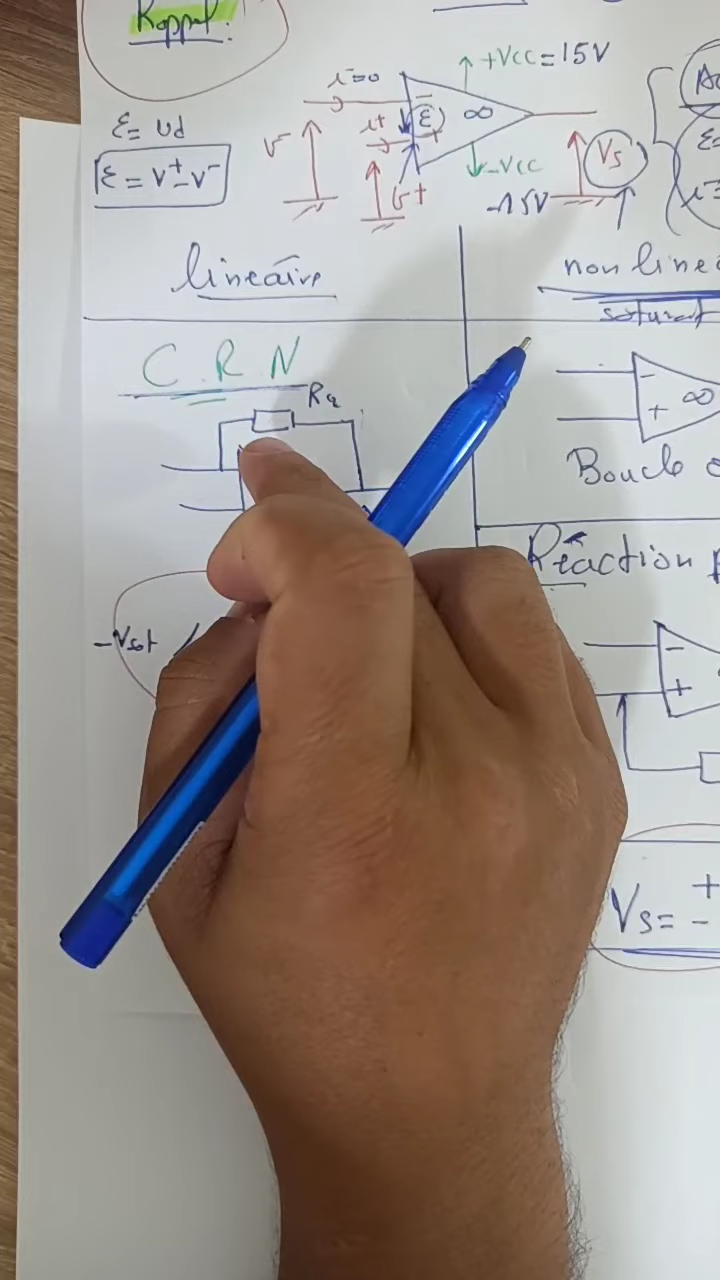 Rappel:
+Vcc = 15V
i⁻=0
ε = Ud
ε = V⁺ - V⁻
i⁺
ε
∞
V⁻
V⁺
-Vcc
-15V
Vs
ε=
linéaire
non liné
C.R.N
R₂
- + ∞
Boucle
Réaction
-Vsat
- +
Vs= + -